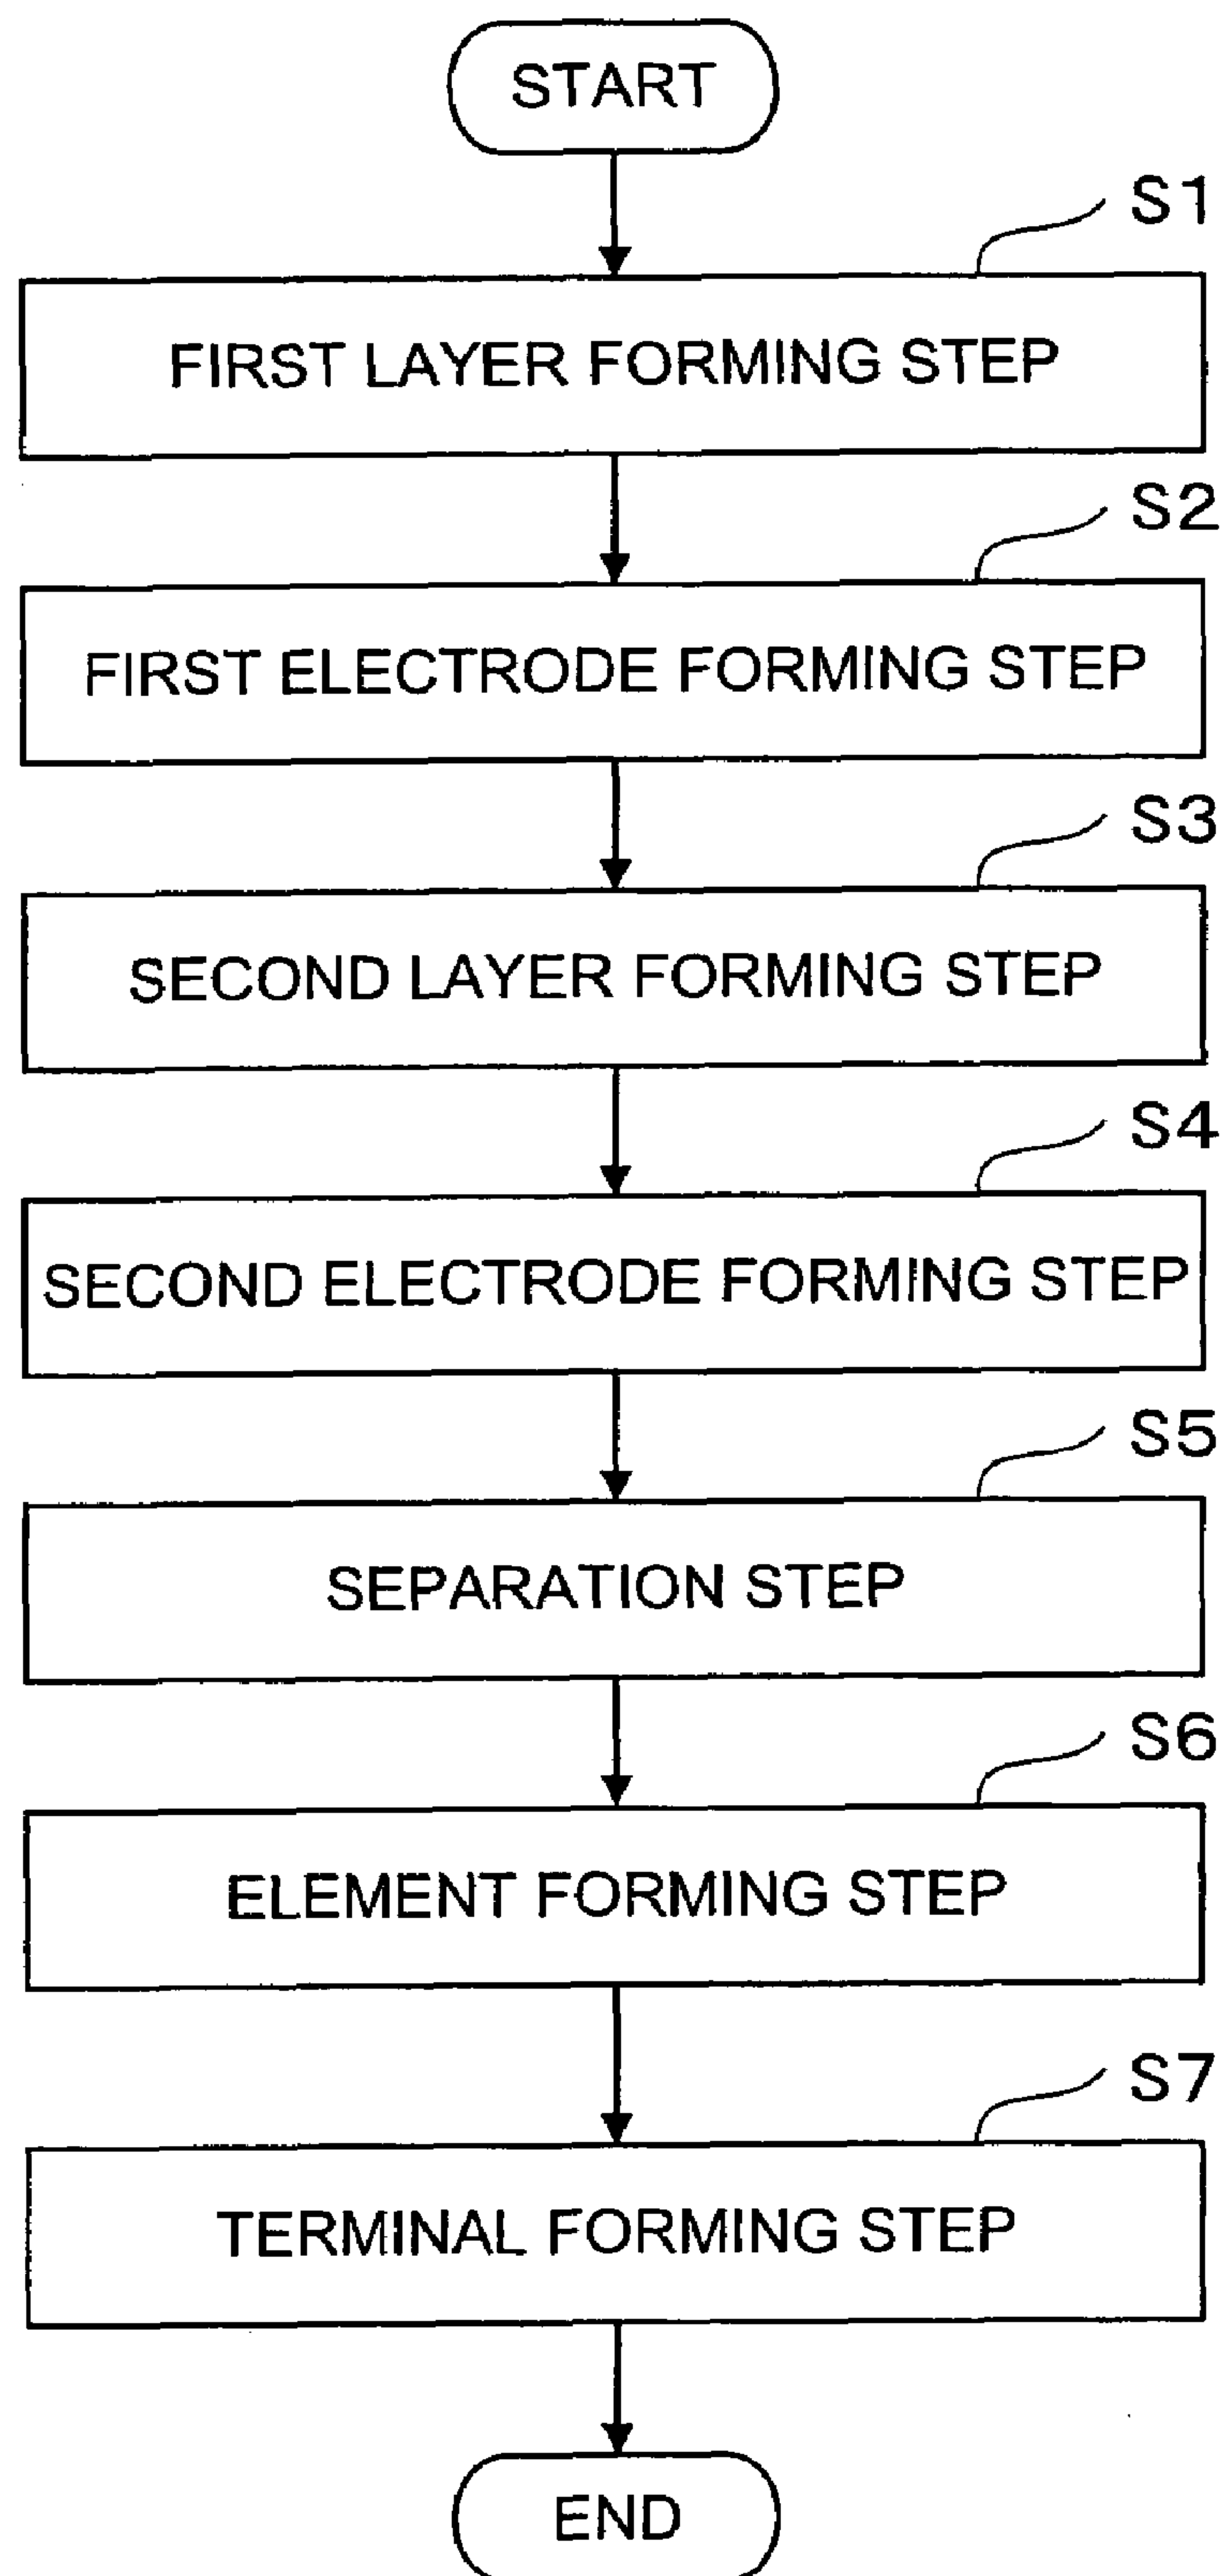 START
S1
FIRST LAYER FORMING STEP
S2
FIRST ELECTRODE FORMING STEP
S3
SECOND LAYER FORMING STEP
S4
SECOND ELECTRODE FORMING STEP
S5
SEPARATION STEP
S6
ELEMENT FORMING STEP
S7
TERMINAL FORMING STEP
END